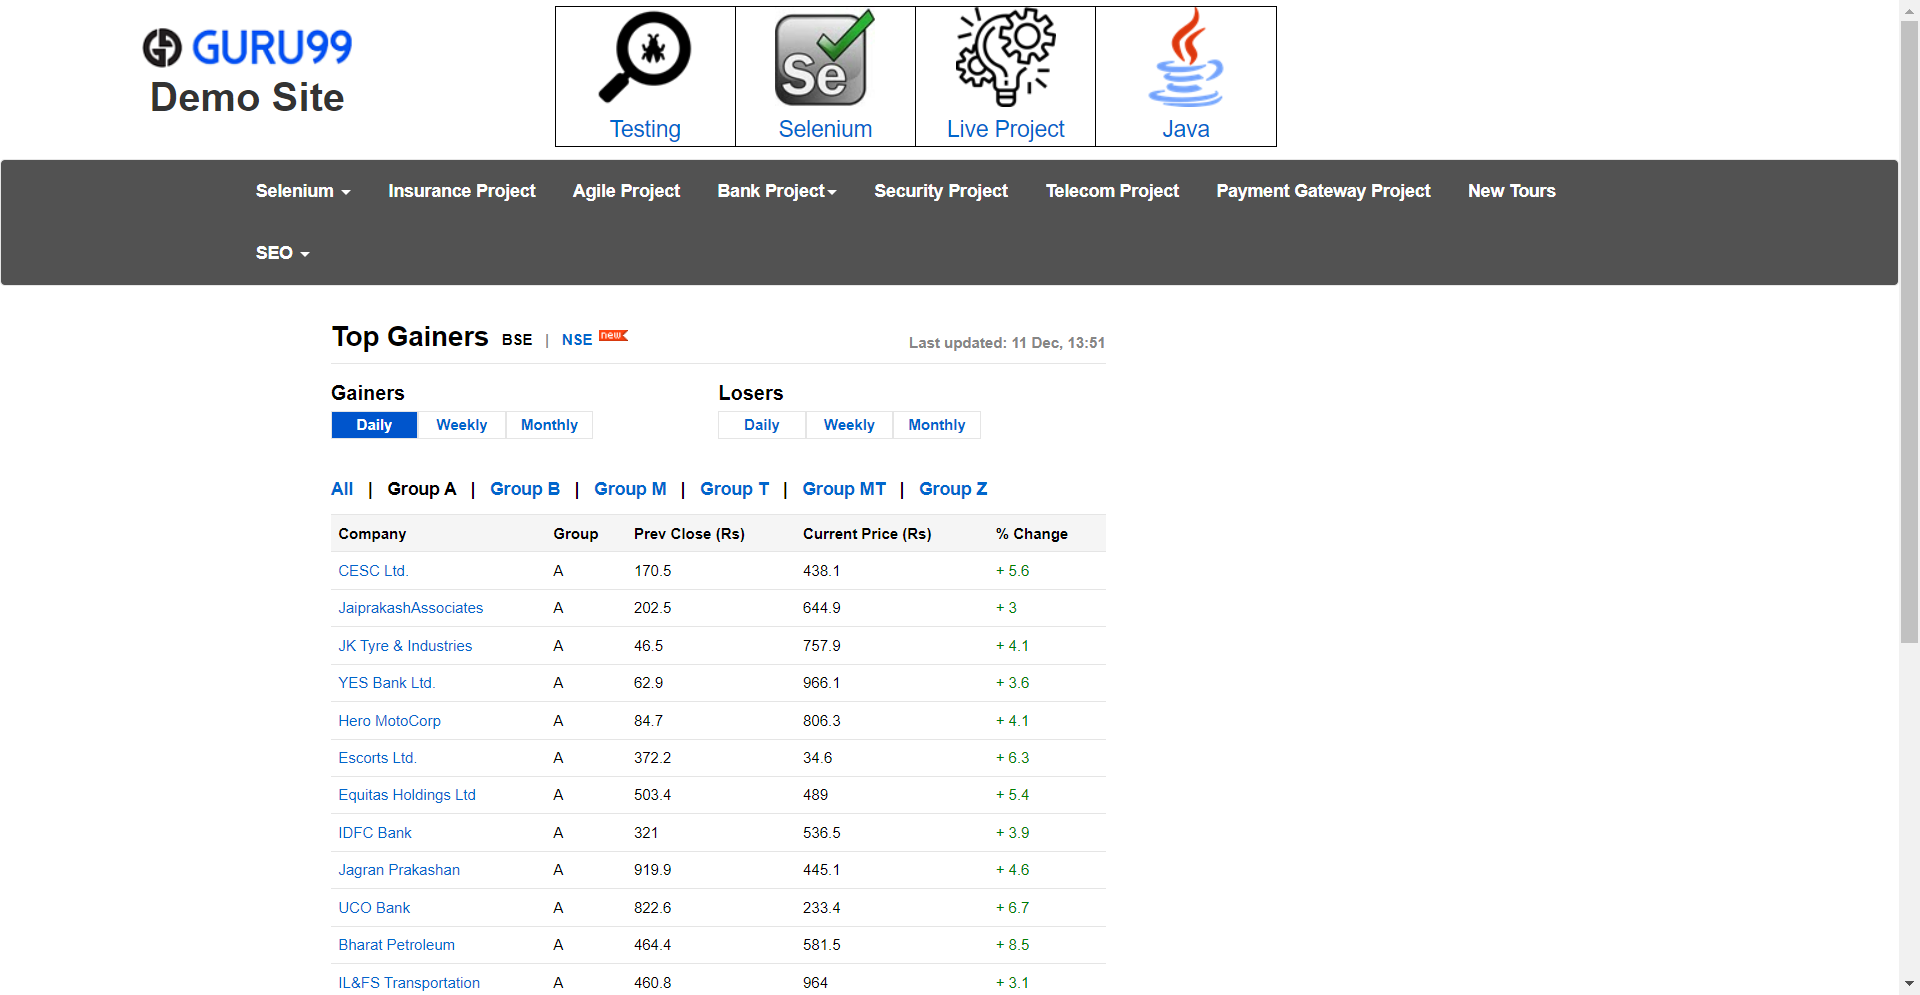 GURU99
Demo Site
Se
Testing Selenium Live Project Java
Selenium Insurance Project Agile Project Bank Project Security Project Telecom Project Payment Gateway Project New Tours
SEO
Top Gainers BSE | NSE new Last updated: 11 Dec, 13:51
Gainers Losers
Daily Weekly Monthly Daily Weekly Monthly
All | Group A | Group B | Group M | Group T | Group MT | Group Z
Company Group Prev Close (Rs) Current Price (Rs) % Change
CESC Ltd. A 170.5 438.1 + 5.6
JaiprakashAssociates A 202.5 644.9 + 3
JK Tyre & Industries A 46.5 757.9 + 4.1
YES Bank Ltd. A 62.9 966.1 + 3.6
Hero MotoCorp A 84.7 806.3 + 4.1
Escorts Ltd. A 372.2 34.6 + 6.3
Equitas Holdings Ltd A 503.4 489 + 5.4
IDFC Bank A 321 536.5 + 3.9
Jagran Prakashan A 919.9 445.1 + 4.6
UCO Bank A 822.6 233.4 + 6.7
Bharat Petroleum A 464.4 581.5 + 8.5
IL&FS Transportation A 460.8 964 + 3.1